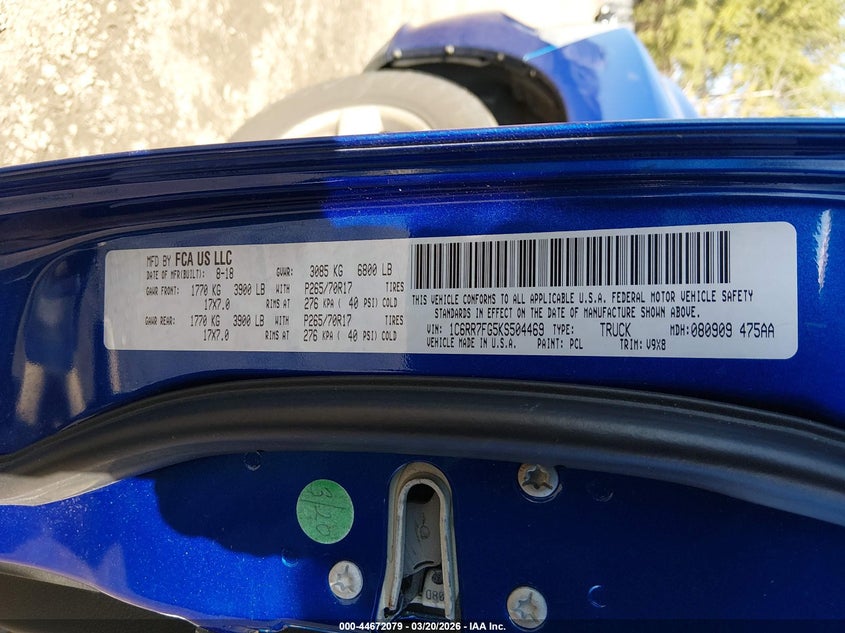 MFD BY FCA US LLC
DATE OF MFR(BUILT): 8-18 GVWR: 3085 KG 6800 LB
GAWR FRONT: 1770 KG 3900 LB WITH P265/70R17 TIRES
17X7.0 RIMS AT 276 KPA ( 40 PSI) COLD
GAWR REAR: 1770 KG 3900 LB WITH P265/70R17 TIRES
17X7.0 RIMS AT 276 KPA ( 40 PSI) COLD
THIS VEHICLE CONFORMS TO ALL APPLICABLE U.S.A. FEDERAL MOTOR VEHICLE SAFETY
STANDARDS IN EFFECT ON THE DATE OF MANUFACTURE SHOWN ABOVE.
VIN: 1C6RR7FG5KS504469 TYPE: TRUCK MDH: 080909 475AA
VEHICLE MADE IN U.S.A. PAINT: PCL TRIM: V9X8
000-44672079 — 03/20/2026 — IAA Inc.